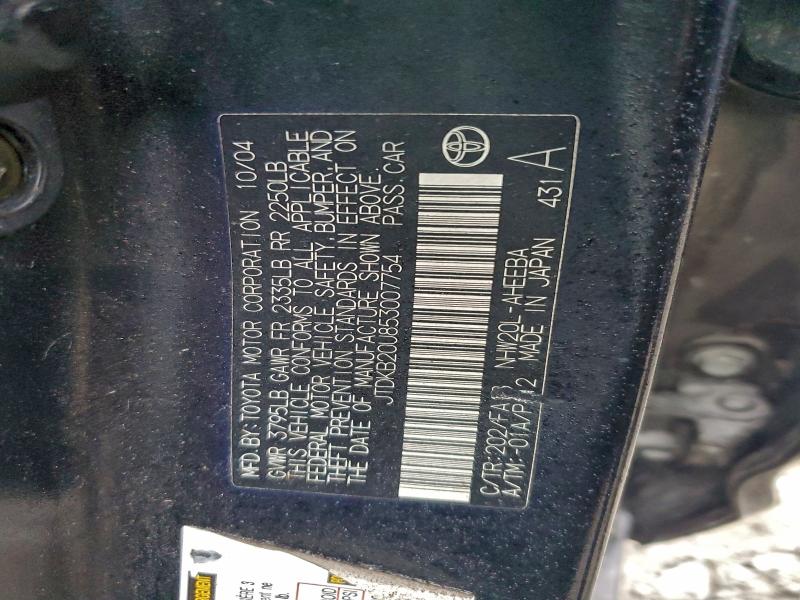 MFD.BY: TOYOTA MOTOR CORPORATION 10/04
GVWR 3795LB GAWR FR 2335LB RR 2250LB
THIS VEHICLE CONFORMS TO ALL APPLICABLE
FEDERAL MOTOR VEHICLE SAFETY, BUMPER, AND
THEFT PREVENTION STANDARDS IN EFFECT ON
THE DATE OF MANUFACTURE SHOWN ABOVE.
JTDKB20U853007754 PASS.CAR
C/TR:202/FA13 NHW20L-AHEEBA
A/TM:-01A/P112 MADE IN JAPAN 431 A